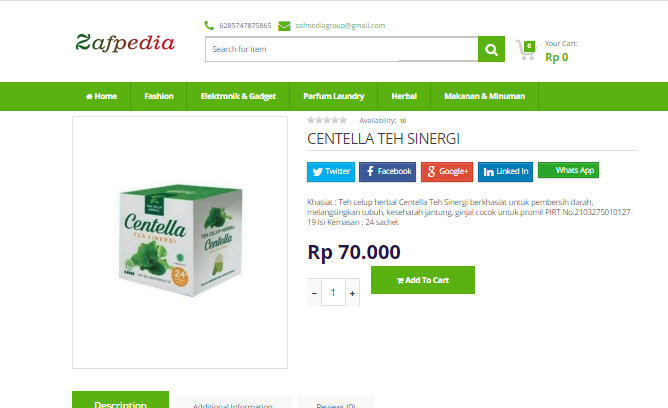 Zafpedia
6285747875865 zafmediagroup@gmail.com
Search for item
0
Your Cart:
Rp 0
Home Fashion Elektronik & Gadget Parfum Laundry Herbal Makanan & Minuman
Availability: 10
CENTELLA TEH SINERGI
Twitter Facebook Google+ Linked In Whats App
Khasiat : Teh celup herbal Centella Teh Sinergi berkhasiat untuk pembersih darah,
melangsingkan tubuh, kesehatah jantung, ginjal cocok untuk promil PIRT No.2103275010127-
19 Isi Kemasan : 24 sachet
Rp 70.000
- 1 +
Add To Cart
Centella
TEA SINERGI
24
TEH CELUP HERBAL
Centella
Description Additional Information Reviews (0)